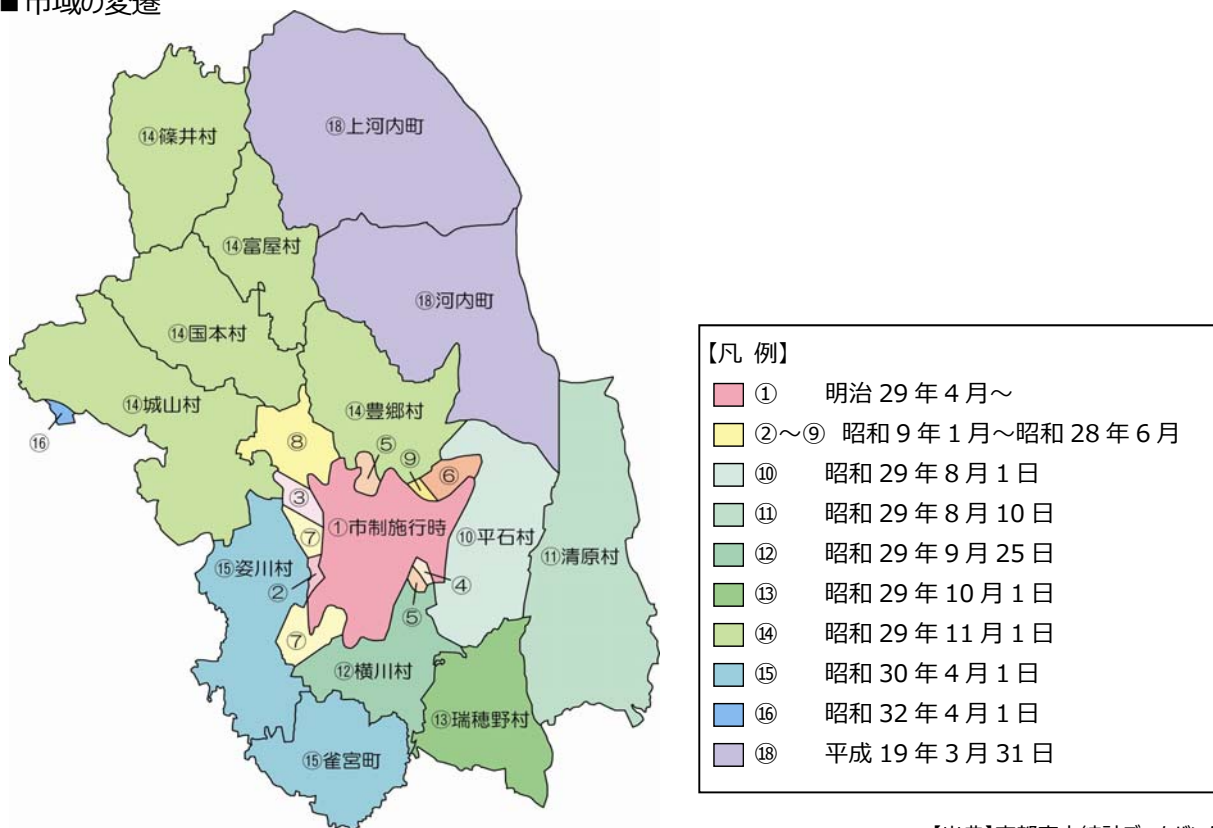 ■市域の変遷
⑱上河内町
⑭篠井村
⑭富屋村
⑱河内町
⑭国本村
⑭城山村
⑭豊郷村
⑯
⑧
⑤
⑨
⑥
③
①市制施行時
⑩平石村
⑦
⑪清原村
⑮姿川村
②
④
⑤
⑦
⑫横川村
⑬瑞穂野村
⑮雀宮町
【凡 例】
① 明治 29 年 4 月～
②～⑨ 昭和 9 年 1 月～昭和 28 年 6 月
⑩ 昭和 29 年 8 月 1 日
⑪ 昭和 29 年 8 月 10 日
⑫ 昭和 29 年 9 月 25 日
⑬ 昭和 29 年 10 月 1 日
⑭ 昭和 29 年 11 月 1 日
⑮ 昭和 30 年 4 月 1 日
⑯ 昭和 32 年 4 月 1 日
⑱ 平成 19 年 3 月 31 日